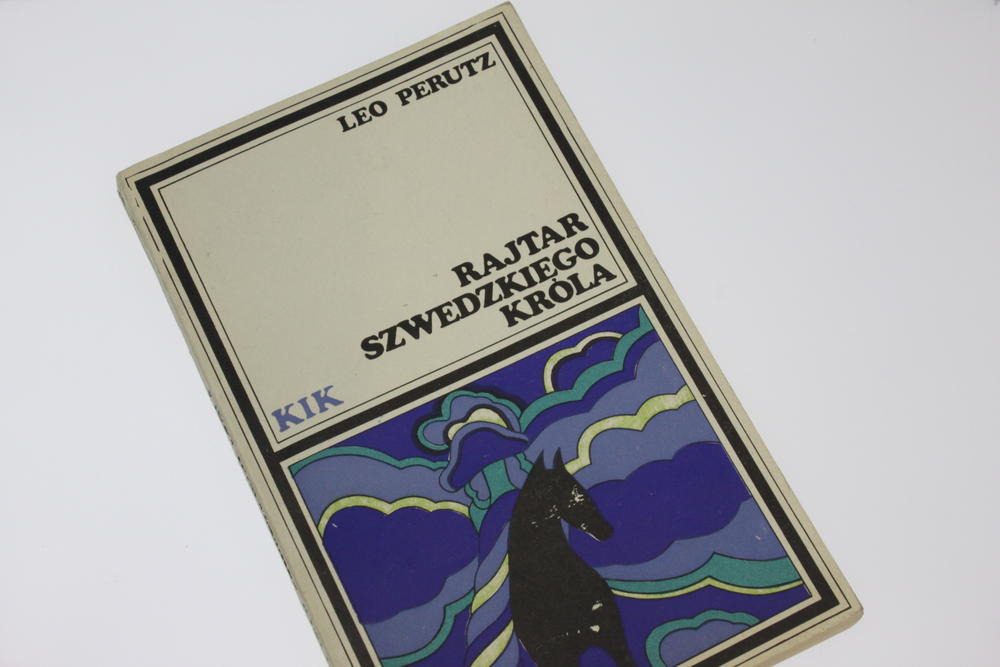 LEO PERUTZ
RAJTAR
SZWEDZKIEGO
KRÓLA
KIK